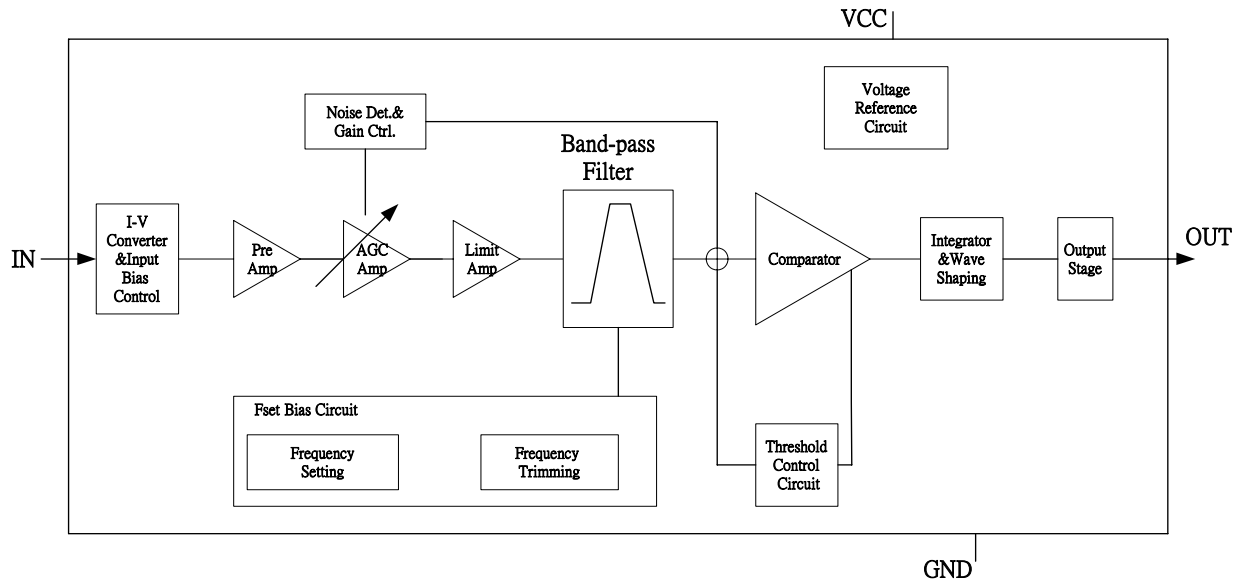 VCC
Voltage
Reference
Circuit
Noise Det.&
Gain Ctrl.
Band-pass
Filter
IN
I-V
Converter
&Input
Bias
Control
Pre
Amp
AGC
Amp
Limit
Amp
Comparator
Integrator
&Wave
Shaping
Output
Stage
OUT
Fset Bias Circuit
Frequency
Setting
Frequency
Trimming
Threshold
Control
Circuit
GND